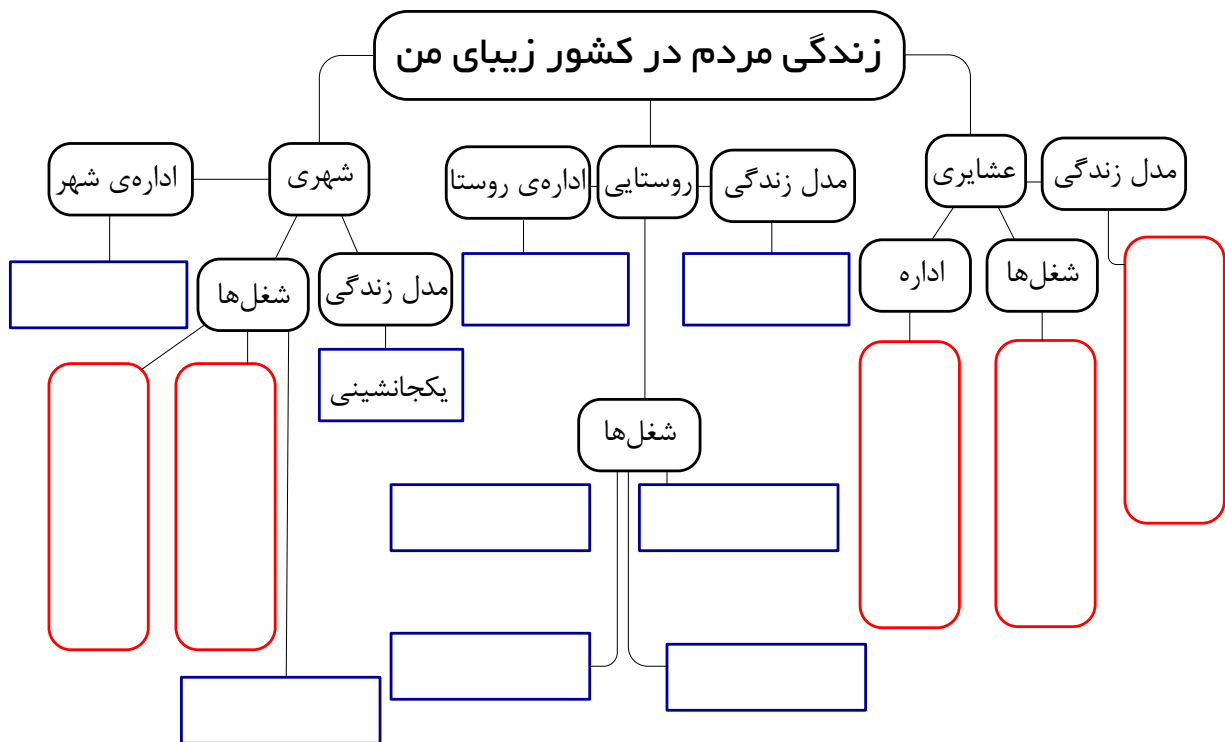 زندگی مردم در کشور زیبای من
مدل زندگی
عشایری
شغل‌ها
اداره
مدل زندگی
روستایی
اداره‌ی روستا
شغل‌ها
شهری
اداره‌ی شهر
مدل زندگی
یکجانشینی
شغل‌ها